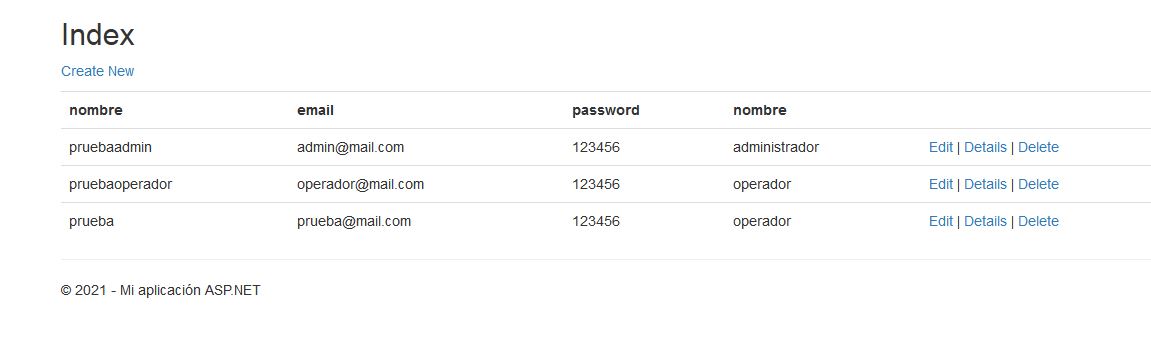 Index
Create New
nombre email password nombre
pruebaadmin admin@mail.com 123456 administrador Edit | Details | Delete
pruebaoperador operador@mail.com 123456 operador Edit | Details | Delete
prueba prueba@mail.com 123456 operador Edit | Details | Delete
© 2021 - Mi aplicación ASP.NET